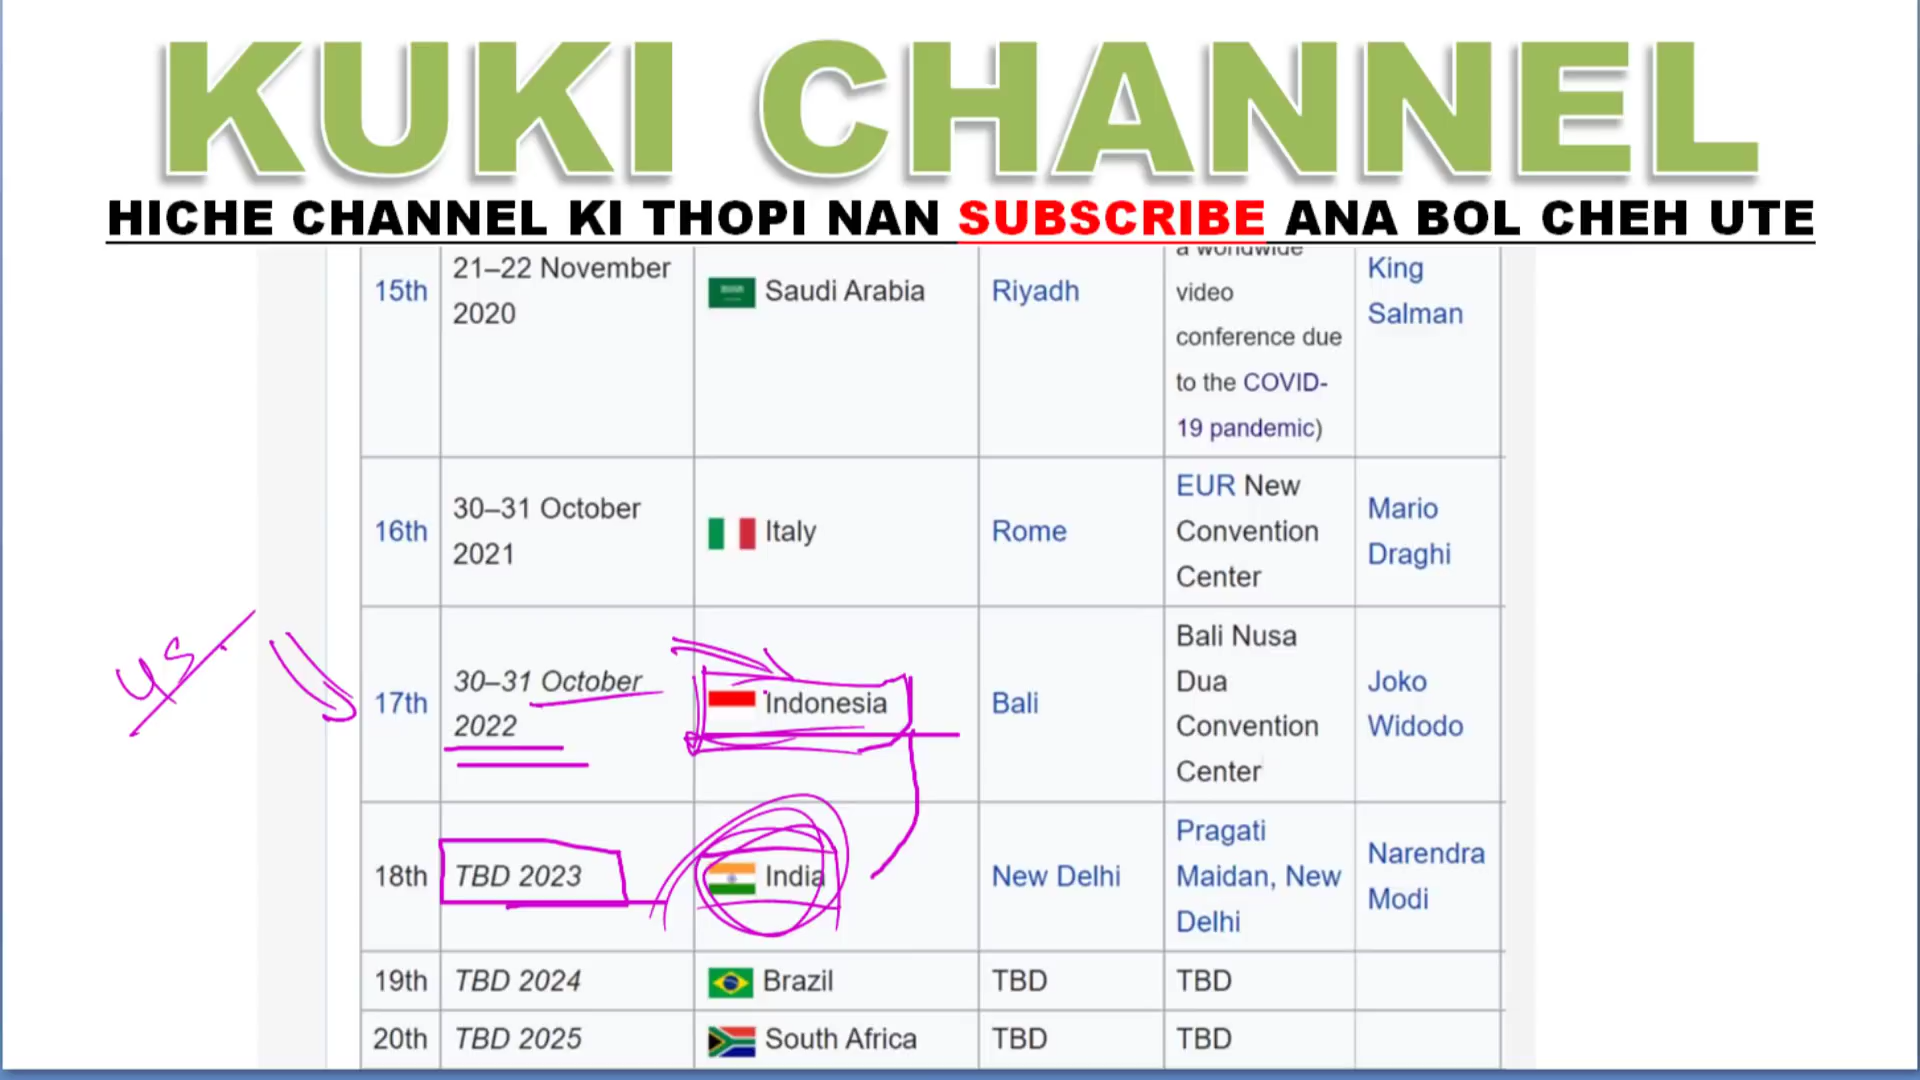 KUKI CHANNEL
HICHE CHANNEL KI THOPI NAN SUBSCRIBE ANA BOL CHEH UTE
a worldwide
video
conference due
to the COVID-
19 pandemic)
15th
21–22 November
2020
Saudi Arabia
Riyadh
King
Salman
16th
30–31 October
2021
Italy
Rome
EUR New
Convention
Center
Mario
Draghi
17th
30–31 October
2022
Indonesia
Bali
Bali Nusa
Dua
Convention
Center
Joko
Widodo
18th
TBD 2023
India
New Delhi
Pragati
Maidan, New
Delhi
Narendra
Modi
19th
TBD 2024
Brazil
TBD
TBD
20th
TBD 2025
South Africa
TBD
TBD